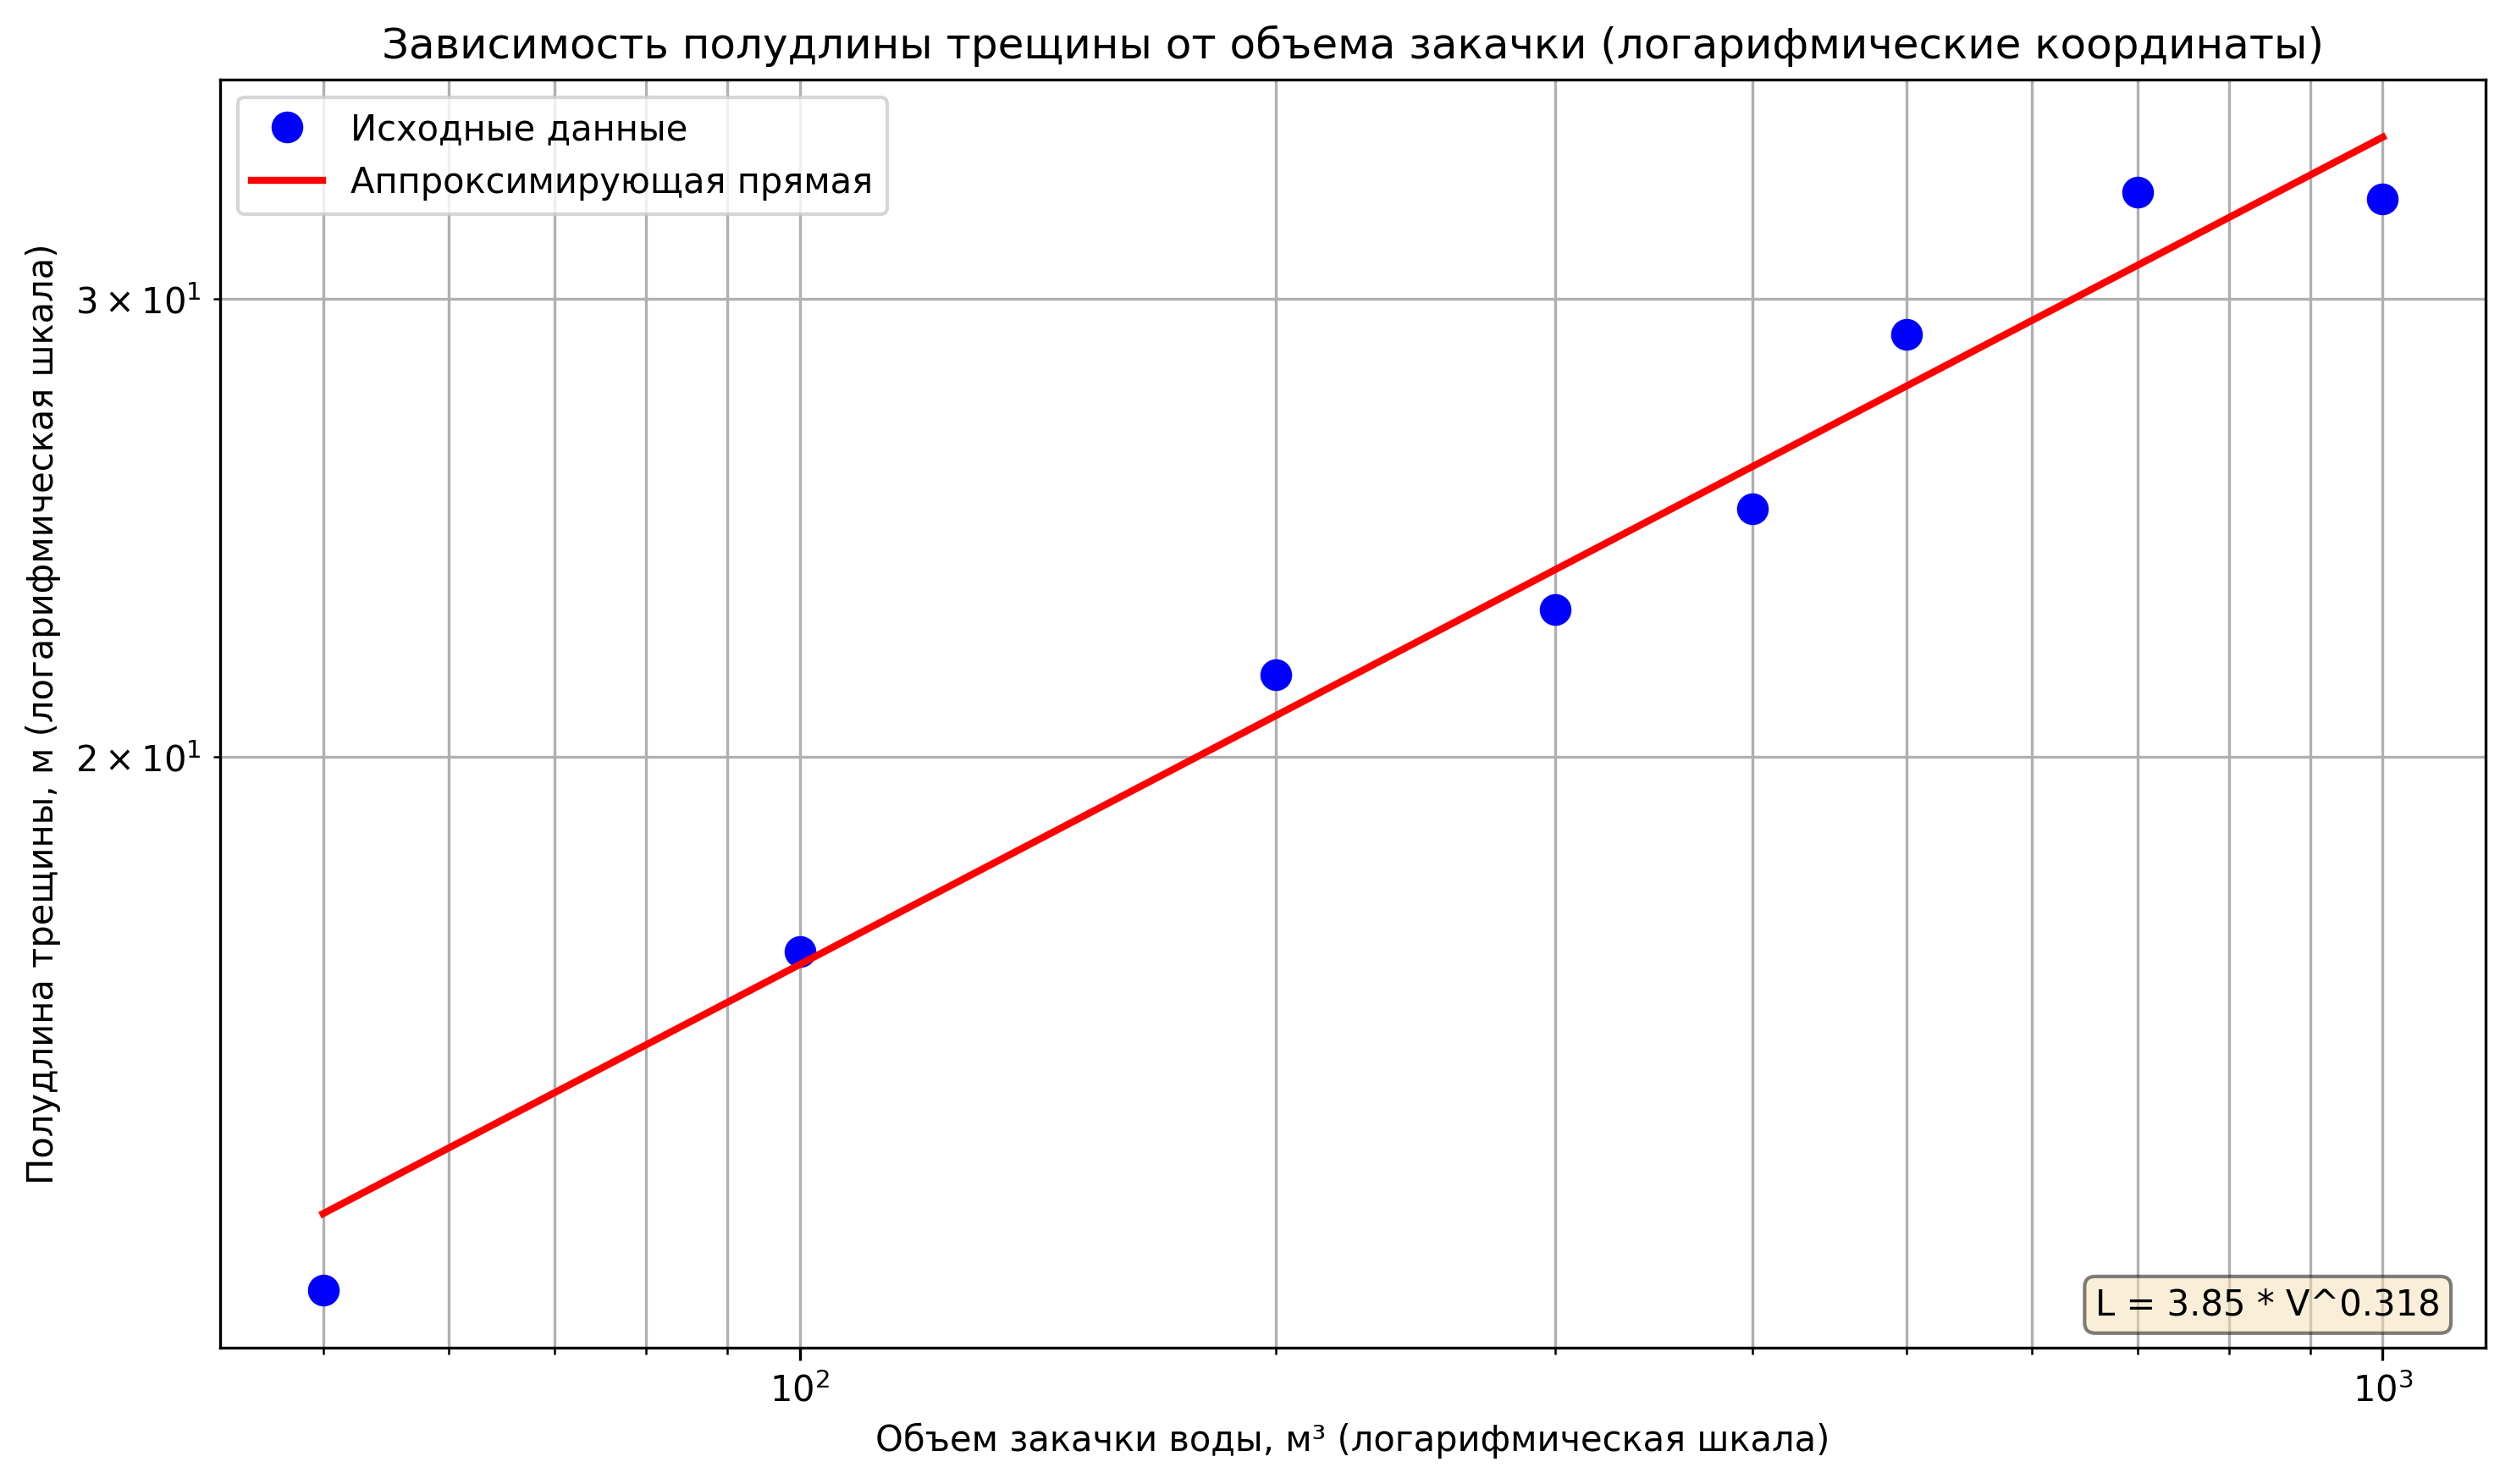 Зависимость полудлины трещины от объема закачки (логарифмические координаты)
Исходные данные
Аппроксимирующая прямая
Полудлина трещины, м (логарифмическая шкала)
3 × 10¹
2 × 10¹
L = 3.85 * V^0.318
10² 10³
Объем закачки воды, м³ (логарифмическая шкала)